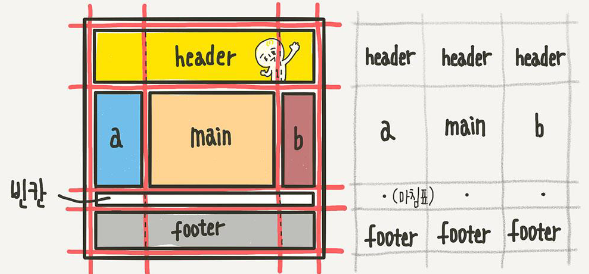 header
a main b
빈칸
footer
header header header
a main b
. (마침표) . .
footer footer footer